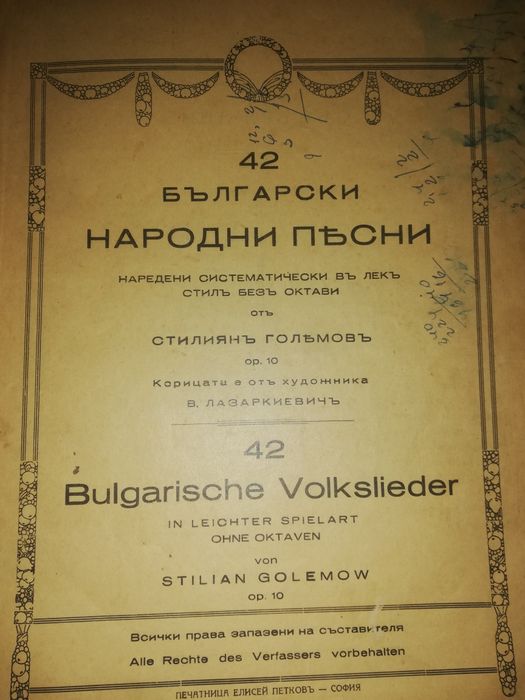 42
БЪЛГАРСКИ
НАРОДНИ ПѢСНИ
НАРЕДЕНИ СИСТЕМАТИЧЕСКИ ВЪ ЛЕКЪ
СТИЛЪ БЕЗЪ ОКТАВИ
отъ
СТИЛИЯНЪ ГОЛѢМОВЪ
op. 10
Корицата е отъ художника
В. ЛАЗАРКИЕВИЧЪ
42
Bulgarische Volkslieder
IN LEICHTER SPIELART
OHNE OKTAVEN
von
STILIAN GOLEMOW
op. 10
Всички права запазени на съставителя
Alle Rechte des Verfassers vorbehalten
ПЕЧАТНИЦА ЕЛИСЕЙ ПЕТКОВЪ — СОФИЯ